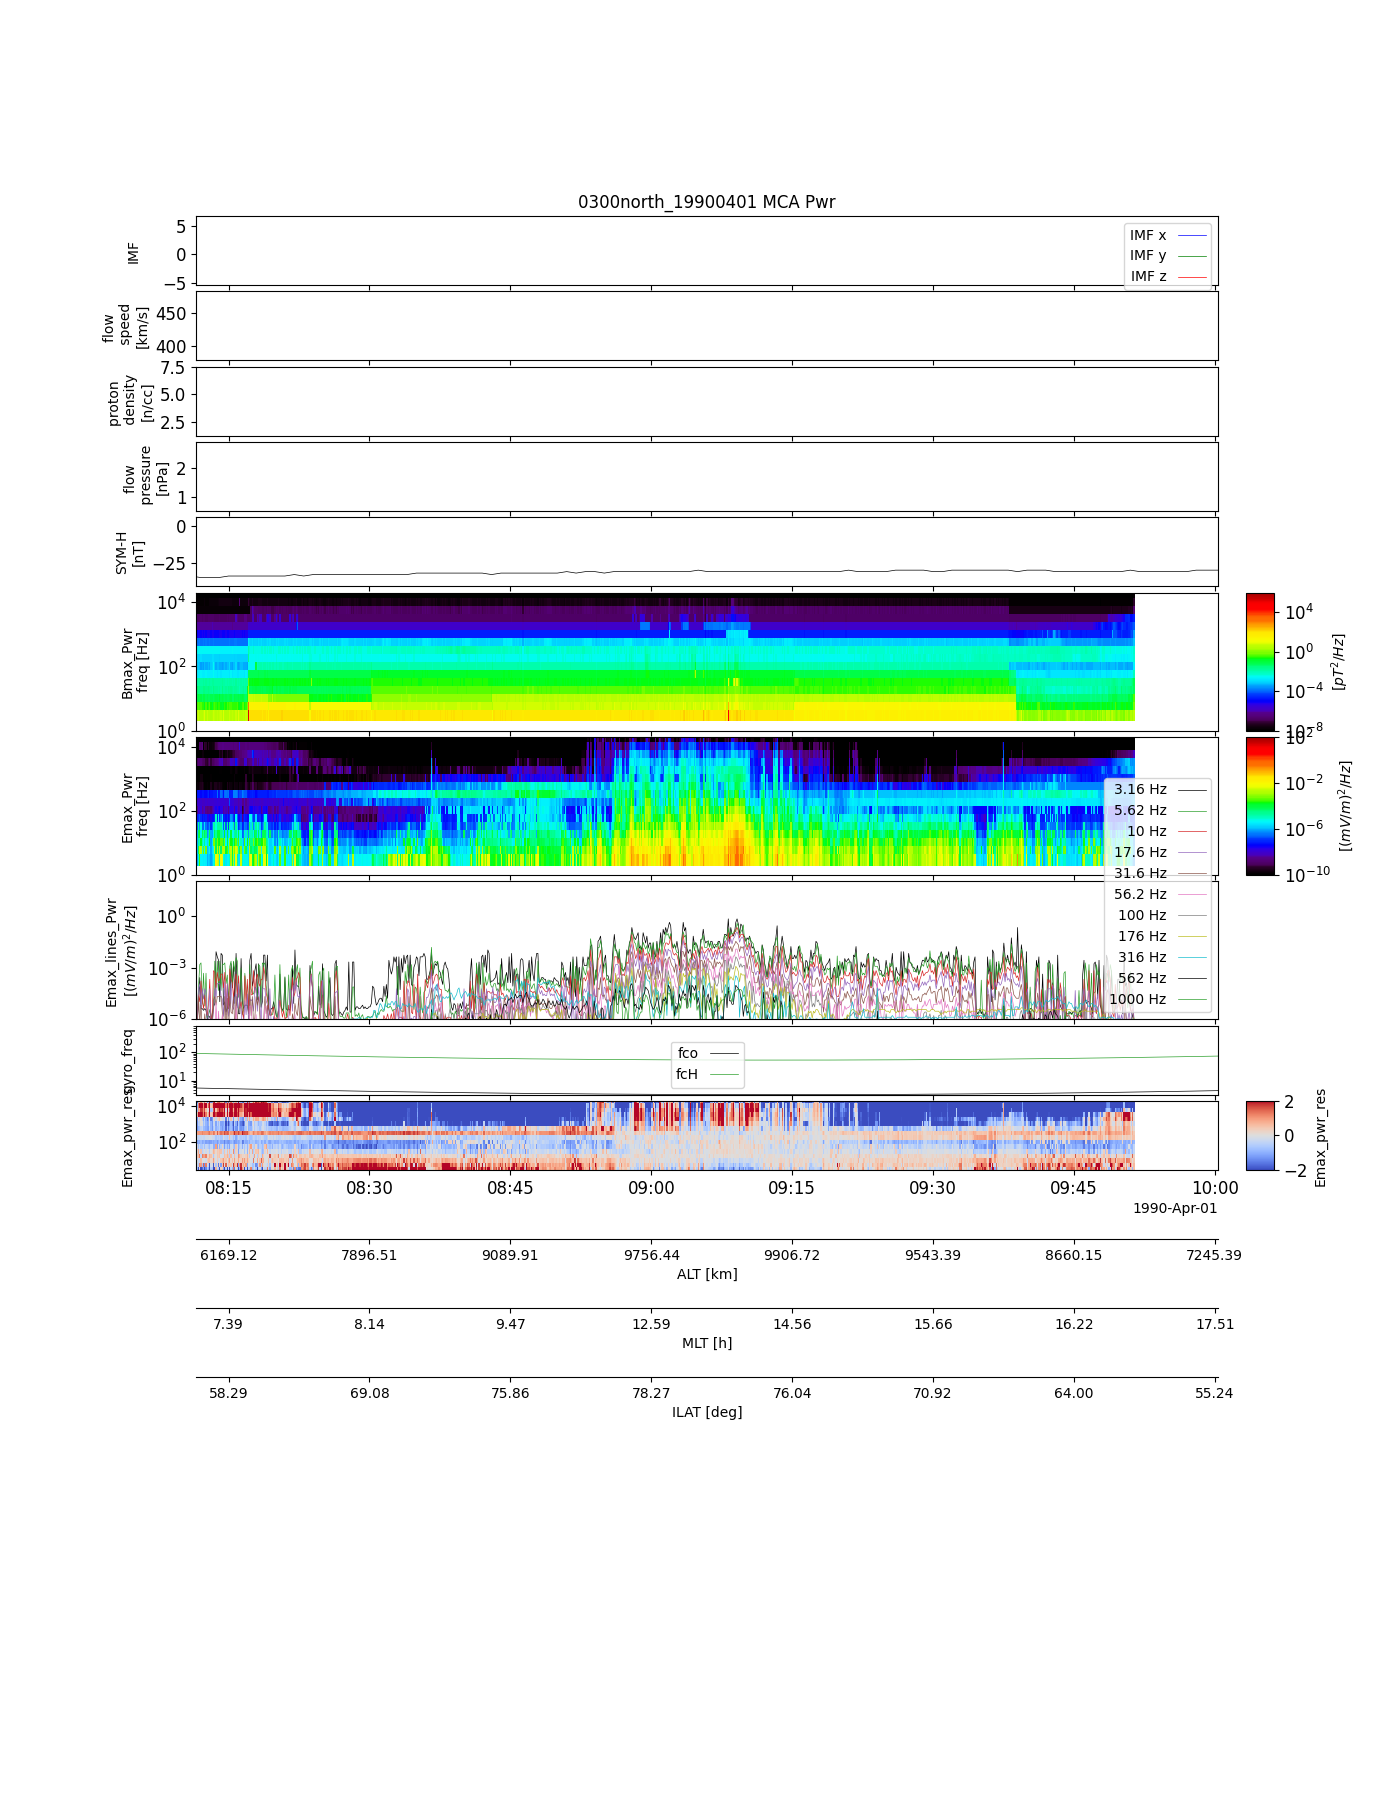 0300north_19900401 MCA Pwr
5
0
−5
IMF
IMF x
IMF y
IMF z
450
400
flow
speed
[km/s]
7.5
5.0
2.5
proton
density
[n/cc]
2
1
flow
pressure
[nPa]
0
−25
SYM-H
[nT]
10^4
10^2
10^0
Bmax_Pwr
freq [Hz]
10^4
10^0
10^−4
10^−8
[pT^2/Hz]
10^4
10^2
10^0
Emax_Pwr
freq [Hz]
10^2
10^−2
10^−6
10^−10
[(mV/m)^2/Hz]
3.16 Hz
5.62 Hz
10 Hz
17.6 Hz
31.6 Hz
56.2 Hz
100 Hz
176 Hz
316 Hz
562 Hz
1000 Hz
10^0
10^−3
10^−6
Emax_lines_Pwr
[(mV/m)^2/Hz]
10^2
10^1
gyro_freq
fco
fcH
10^4
10^2
Emax_pwr_res
2
0
−2
Emax_pwr_res
08:15 08:30 08:45 09:00 09:15 09:30 09:45 10:00
1990-Apr-01
6169.12 7896.51 9089.91 9756.44 9906.72 9543.39 8660.15 7245.39
ALT [km]
7.39 8.14 9.47 12.59 14.56 15.66 16.22 17.51
MLT [h]
58.29 69.08 75.86 78.27 76.04 70.92 64.00 55.24
ILAT [deg]